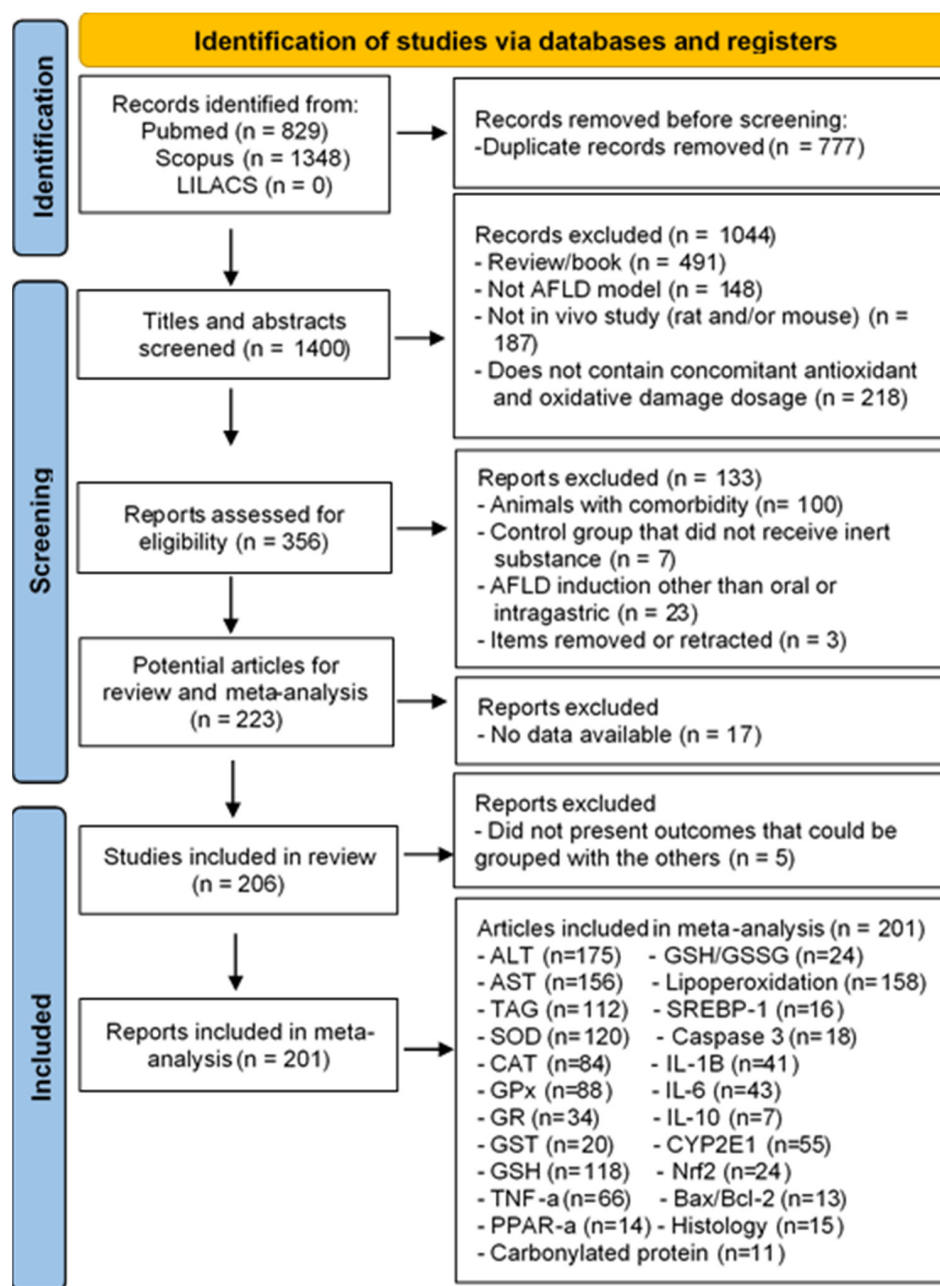 Identification of studies via databases and registers
Identification
Records identified from:
Pubmed (n = 829)
Scopus (n = 1348)
LILACS (n = 0)
Records removed before screening:
-Duplicate records removed (n = 777)
Screening
Titles and abstracts
screened (n = 1400)
Records excluded (n = 1044)
- Review/book (n = 491)
- Not AFLD model (n = 148)
- Not in vivo study (rat and/or mouse) (n =
187)
- Does not contain concomitant antioxidant
and oxidative damage dosage (n = 218)
Reports assessed for
eligibility (n = 356)
Reports excluded (n = 133)
- Animals with comorbidity (n= 100)
- Control group that did not receive inert
substance (n = 7)
- AFLD induction other than oral or
intragastric (n = 23)
- Items removed or retracted (n = 3)
Potential articles for
review and meta-analysis
(n = 223)
Reports excluded
- No data available (n = 17)
Included
Studies included in review
(n = 206)
Reports excluded
- Did not present outcomes that could be
grouped with the others (n = 5)
Reports included in meta-
analysis (n = 201)
Articles included in meta-analysis (n = 201)
- ALT (n=175) - GSH/GSSG (n=24)
- AST (n=156) - Lipoperoxidation (n=158)
- TAG (n=112) - SREBP-1 (n=16)
- SOD (n=120) - Caspase 3 (n=18)
- CAT (n=84) - IL-1B (n=41)
- GPx (n=88) - IL-6 (n=43)
- GR (n=34) - IL-10 (n=7)
- GST (n=20) - CYP2E1 (n=55)
- GSH (n=118) - Nrf2 (n=24)
- TNF-a (n=66) - Bax/Bcl-2 (n=13)
- PPAR-a (n=14) - Histology (n=15)
- Carbonylated protein (n=11)